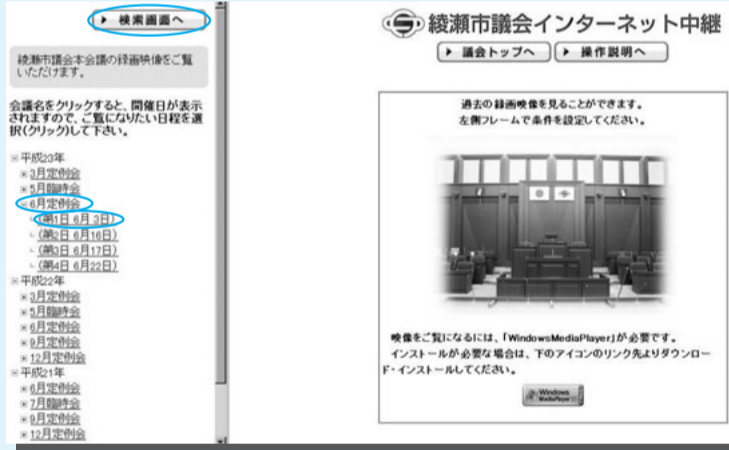 検索画面へ
綾瀬市議会本会議の録画映像をご覧
いただけます。
会議名をクリックすると、開催日が表示
されますので、ご覧になりたい日程を選
択(クリック)して下さい。
平成23年
3月定例会
5月臨時会
6月定例会
(第1日 6月 3日)
(第2日 6月16日)
(第3日 6月17日)
(第4日 6月22日)
平成22年
3月定例会
5月臨時会
6月定例会
9月定例会
12月定例会
平成21年
6月定例会
7月臨時会
9月定例会
12月定例会
綾瀬市議会インターネット中継
議会トップへ
操作説明へ
過去の録画映像を見ることができます。
左側フレームで条件を設定してください。
映像をご覧になるには、「WindowsMediaPlayer」が必要です。
インストールが必要な場合は、下のアイコンのリンク先よりダウンロー
ド・インストールしてください。
Windows
MediaPlayer